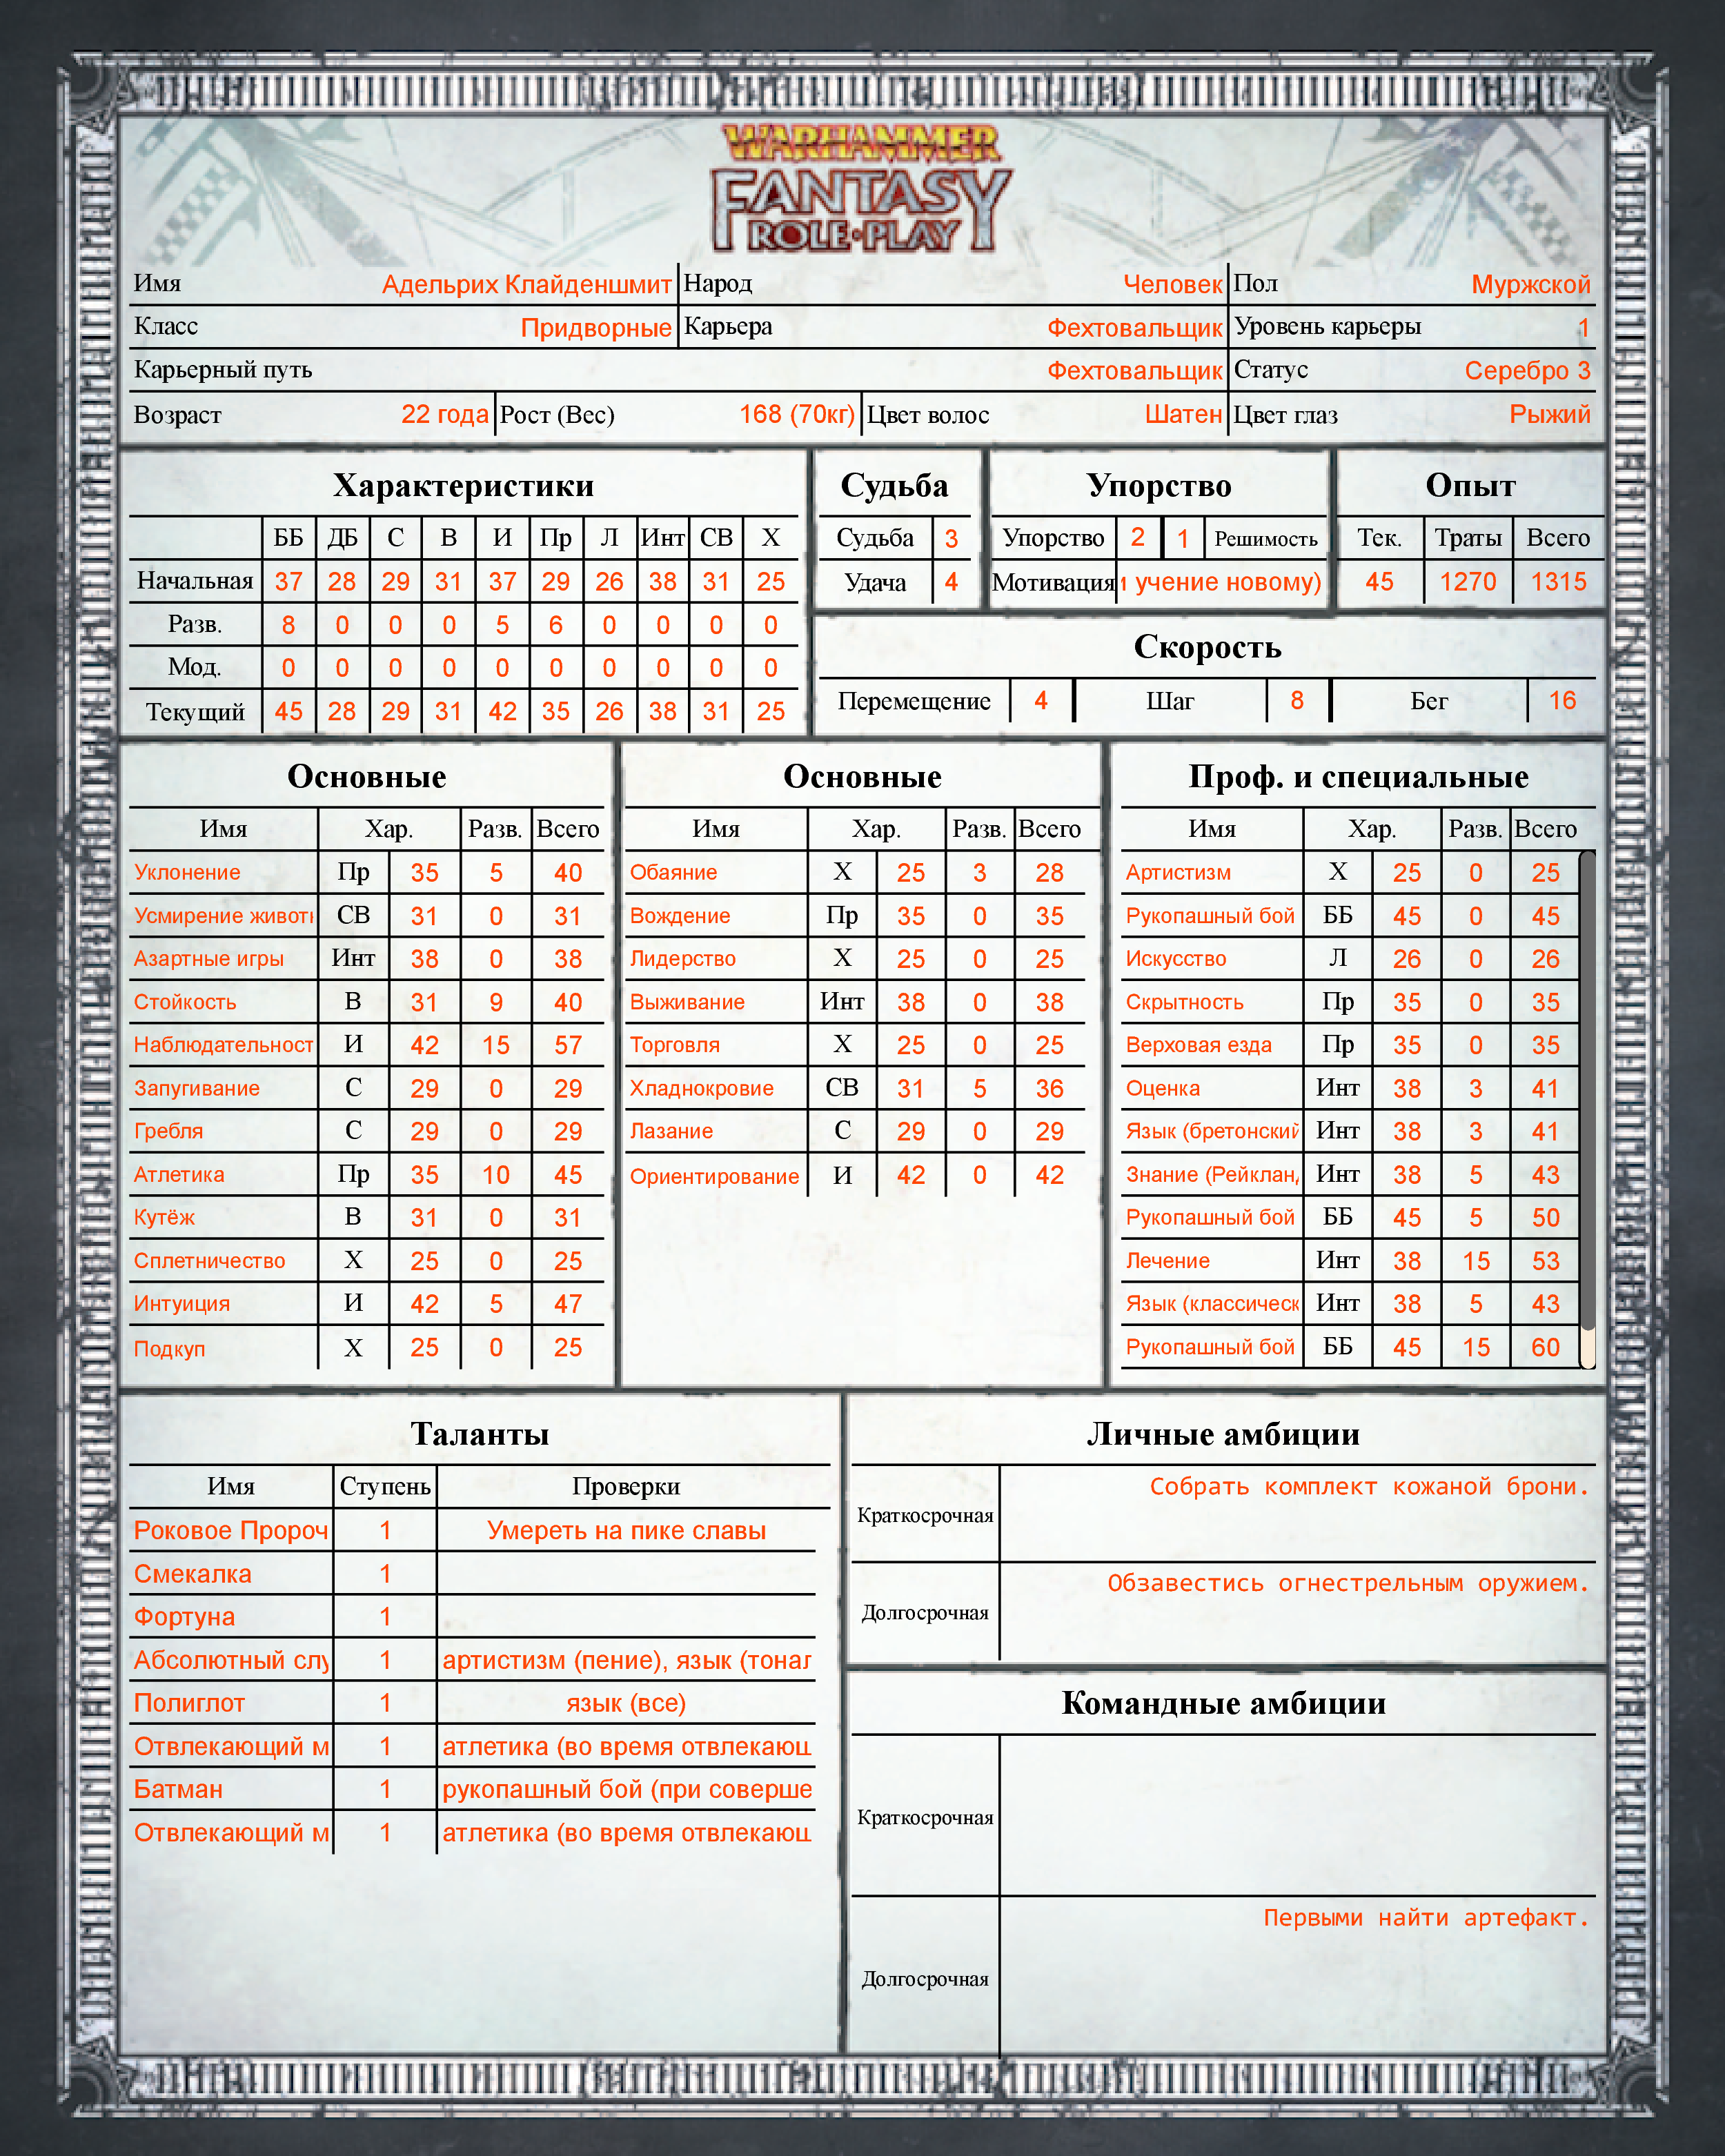 WARHAMMER
FANTASY
ROLE·PLAY
Имя Адельрих Клайденшмит Народ Человек Пол Муржской
Класс Придворные Карьера Фехтовальщик Уровень карьеры 1
Карьерный путь Фехтовальщик Статус Серебро 3
Возраст 22 года Рост (Вес) 168 (70кг) Цвет волос Шатен Цвет глаз Рыжий
Характеристики
ББ ДБ С В И Пр Л Инт СВ Х
Начальная 37 28 29 31 37 29 26 38 31 25
Разв. 8 0 0 0 5 6 0 0 0 0
Мод. 0 0 0 0 0 0 0 0 0 0
Текущий 45 28 29 31 42 35 26 38 31 25
Судьба
Судьба 3
Удача 4
Упорство
Упорство 2 1 Решимость
Мотивация и учение новому)
Опыт
Тек. Траты Всего
45 1270 1315
Скорость
Перемещение 4 Шаг 8 Бег 16
Основные
Имя Хар. Разв. Всего
Уклонение Пр 35 5 40
Усмирение живот СВ 31 0 31
Азартные игры Инт 38 0 38
Стойкость В 31 9 40
Наблюдательност И 42 15 57
Запугивание С 29 0 29
Гребля С 29 0 29
Атлетика Пр 35 10 45
Кутёж В 31 0 31
Сплетничество Х 25 0 25
Интуиция И 42 5 47
Подкуп Х 25 0 25
Основные
Имя Хар. Разв. Всего
Обаяние Х 25 3 28
Вождение Пр 35 0 35
Лидерство Х 25 0 25
Выживание Инт 38 0 38
Торговля Х 25 0 25
Хладнокровие СВ 31 5 36
Лазание С 29 0 29
Ориентирование И 42 0 42
Проф. и специальные
Имя Хар. Разв. Всего
Артистизм Х 25 0 25
Рукопашный бой ББ 45 0 45
Искусство Л 26 0 26
Скрытность Пр 35 0 35
Верховая езда Пр 35 0 35
Оценка Инт 38 3 41
Язык (бретонский Инт 38 3 41
Знание (Рейклан, Инт 38 5 43
Рукопашный бой ББ 45 5 50
Лечение Инт 38 15 53
Язык (классическ Инт 38 5 43
Рукопашный бой ББ 45 15 60
Таланты
Имя Ступень Проверки
Роковое Пророч 1 Умереть на пике славы
Смекалка 1
Фортуна 1
Абсолютный слу 1 артистизм (пение), язык (тонал
Полиглот 1 язык (все)
Отвлекающий м 1 атлетика (во время отвлекающ
Батман 1 рукопашный бой (при соверше
Отвлекающий м 1 атлетика (во время отвлекающ
Личные амбиции
Краткосрочная Собрать комплект кожаной брони.
Долгосрочная Обзавестись огнестрельным оружием.
Командные амбиции
Краткосрочная
Долгосрочная Первыми найти артефакт.